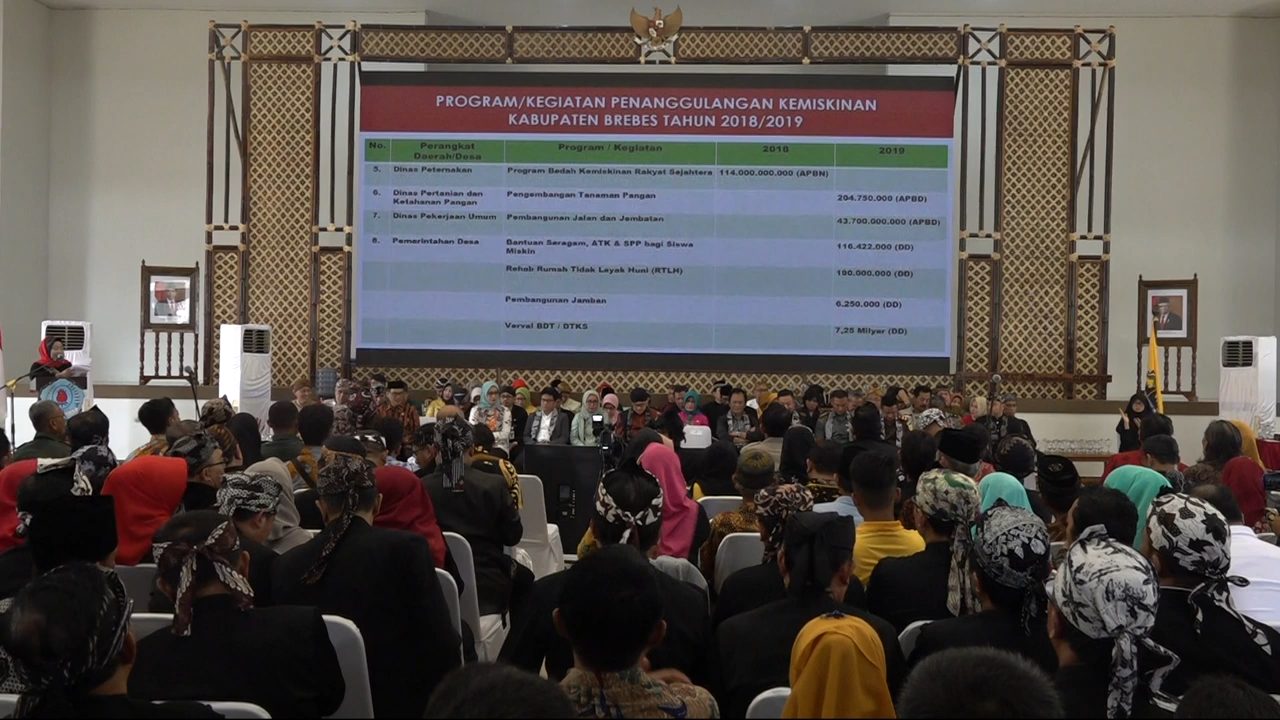 PROGRAM/KEGIATAN PENANGGULANGAN KEMISKINAN
KABUPATEN BREBES TAHUN 2018/2019
No. Perangkat Daerah/Desa Program / Kegiatan 2018 2019
5. Dinas Peternakan Program Bedah Kemiskinan Rakyat Sejahtera 114.000.000.000 (APBN)
6. Dinas Pertanian dan Ketahanan Pangan Pengembangan Tanaman Pangan 204.750.000 (APBD)
7. Dinas Pekerjaan Umum Pembangunan Jalan dan Jembatan 43.700.000.000 (APBD)
8. Pemerintahan Desa Bantuan Seragam, ATK & SPP bagi Siswa Miskin 116.422.000 (DD)
Rehab Rumah Tidak Layak Huni (RTLH) 190.000.000 (DD)
Pembangunan Jamban 6.250.000 (DD)
Verval BDT / DTKS 7,25 Milyar (DD)